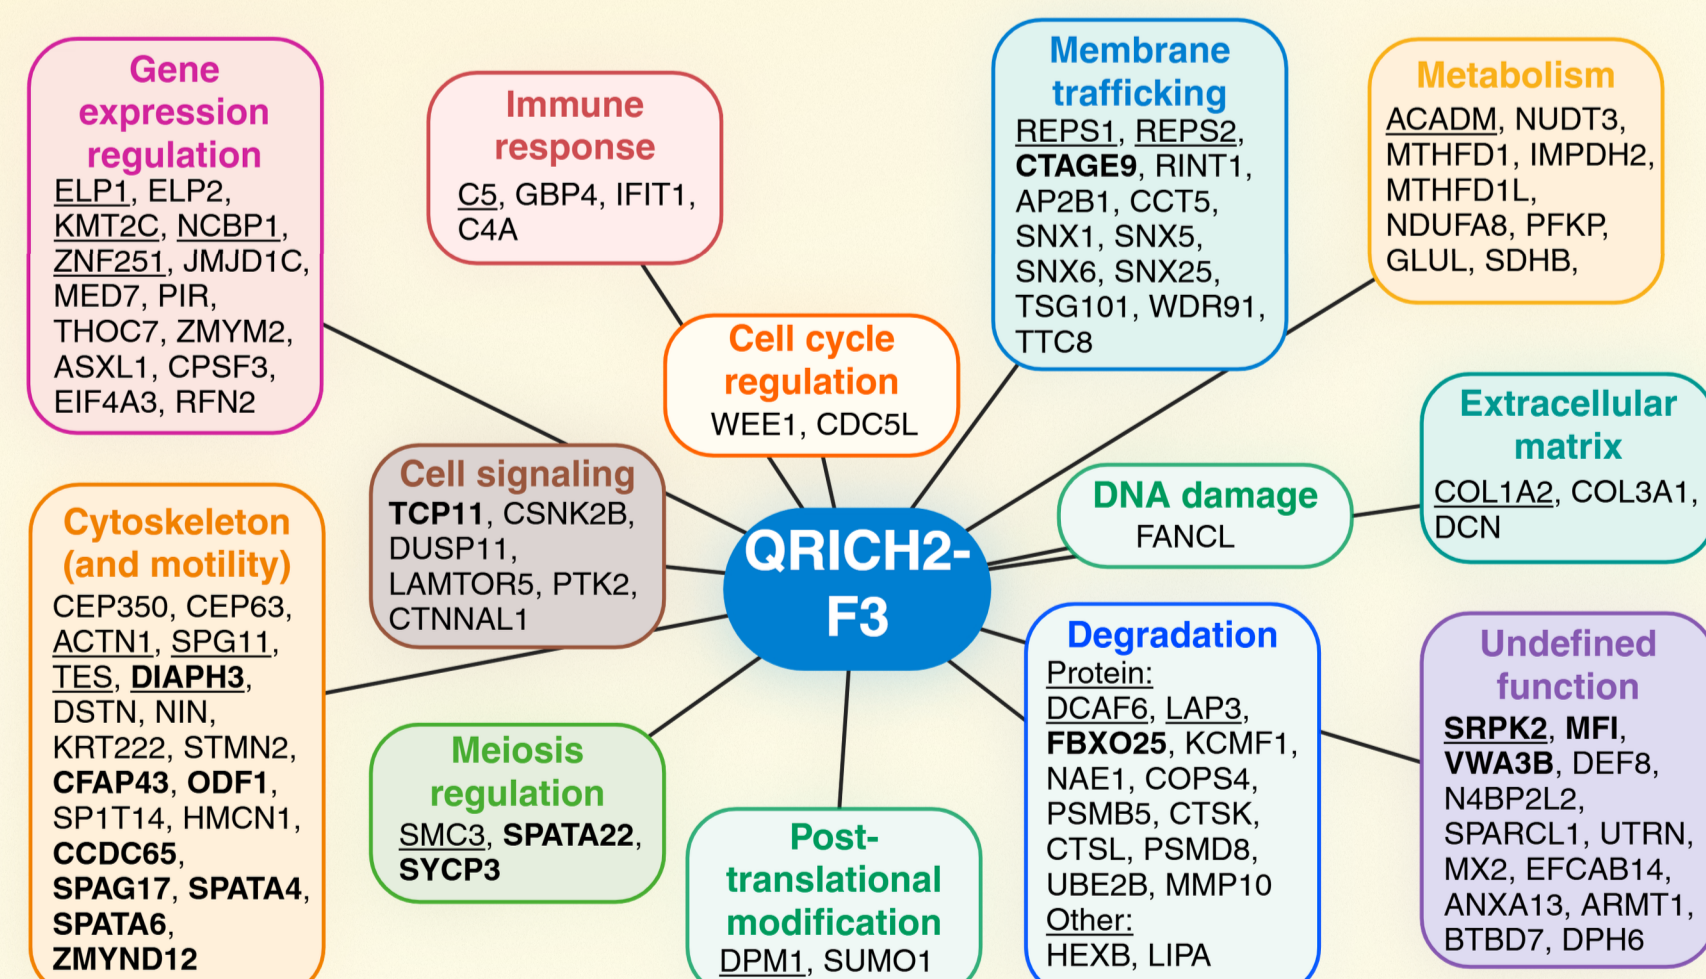 Gene
expression
regulation
ELP1, ELP2,
KMT2C, NCBP1,
ZNF251, JMJD1C,
MED7, PIR,
THOC7, ZMYM2,
ASXL1, CPSF3,
EIF4A3, RFN2
Immune
response
C5, GBP4, IFIT1,
C4A
Membrane
trafficking
REPS1, REPS2,
CTAGE9, RINT1,
AP2B1, CCT5,
SNX1, SNX5,
SNX6, SNX25,
TSG101, WDR91,
TTC8
Metabolism
ACADM, NUDT3,
MTHFD1, IMPDH2,
MTHFD1L,
NDUFA8, PFKP,
GLUL, SDHB,
Cell cycle
regulation
WEE1, CDC5L
Extracellular
matrix
COL1A2, COL3A1,
DCN
Cell signaling
TCP11, CSNK2B,
DUSP11,
LAMTOR5, PTK2,
CTNNAL1
DNA damage
FANCL
QRICH2-
F3
Cytoskeleton
(and motility)
CEP350, CEP63,
ACTN1, SPG11,
TES, DIAPH3,
DSTN, NIN,
KRT222, STMN2,
CFAP43, ODF1,
SP1T14, HMCN1,
CCDC65,
SPAG17, SPATA4,
SPATA6,
ZMYND12
Meiosis
regulation
SMC3, SPATA22,
SYCP3
Post-
translational
modification
DPM1, SUMO1
Degradation
Protein:
DCAF6, LAP3,
FBXO25, KCMF1,
NAE1, COPS4,
PSMB5, CTSK,
CTSL, PSMD8,
UBE2B, MMP10
Other:
HEXB, LIPA
Undefined
function
SRPK2, MFI,
VWA3B, DEF8,
N4BP2L2,
SPARCL1, UTRN,
MX2, EFCAB14,
ANXA13, ARMT1,
BTBD7, DPH6